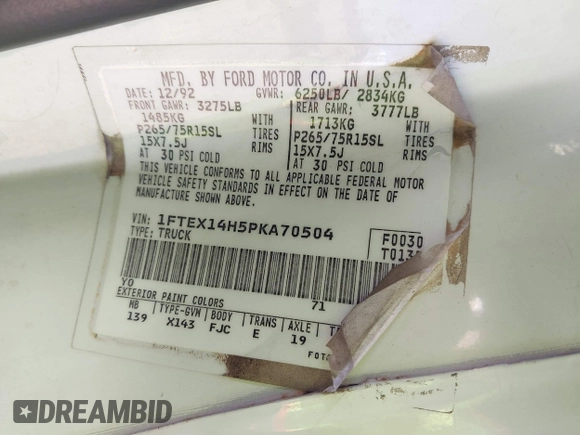 MFD. BY FORD MOTOR CO. IN U.S.A.
DATE: 12/92 GVWR: 6250LB/ 2834KG
FRONT GAWR: 3275LB REAR GAWR: 3777LB
1485KG WITH 1713KG WITH
P265/75R15SL TIRES P265/75R15SL TIRES
15X7.5J RIMS 15X7.5J RIMS
AT 30 PSI COLD AT 30 PSI COLD
THIS VEHICLE CONFORMS TO ALL APPLICABLE FEDERAL MOTOR
VEHICLE SAFETY STANDARDS IN EFFECT ON THE DATE OF
MANUFACTURE SHOWN ABOVE.
VIN: 1FTEX14H5PKA70504
TYPE: TRUCK
F0030
T013
YO 71
EXTERIOR PAINT COLORS
WB TYPE-GVW BODY TRANS AXLE
139 X143 FJC E 19
DREAMBID